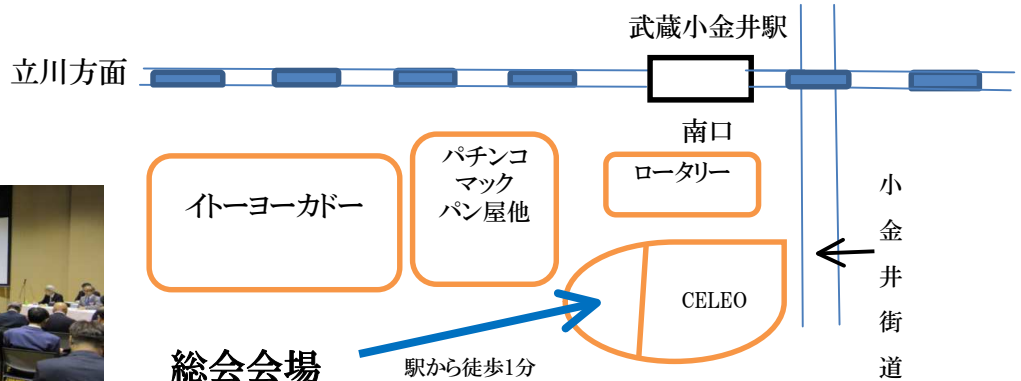 武蔵小金井駅
立川方面
南口
パチンコ
マック
パン屋他
ロータリー
イトーヨーカドー
小金井街道
CELEO
総会会場
駅から徒歩1分